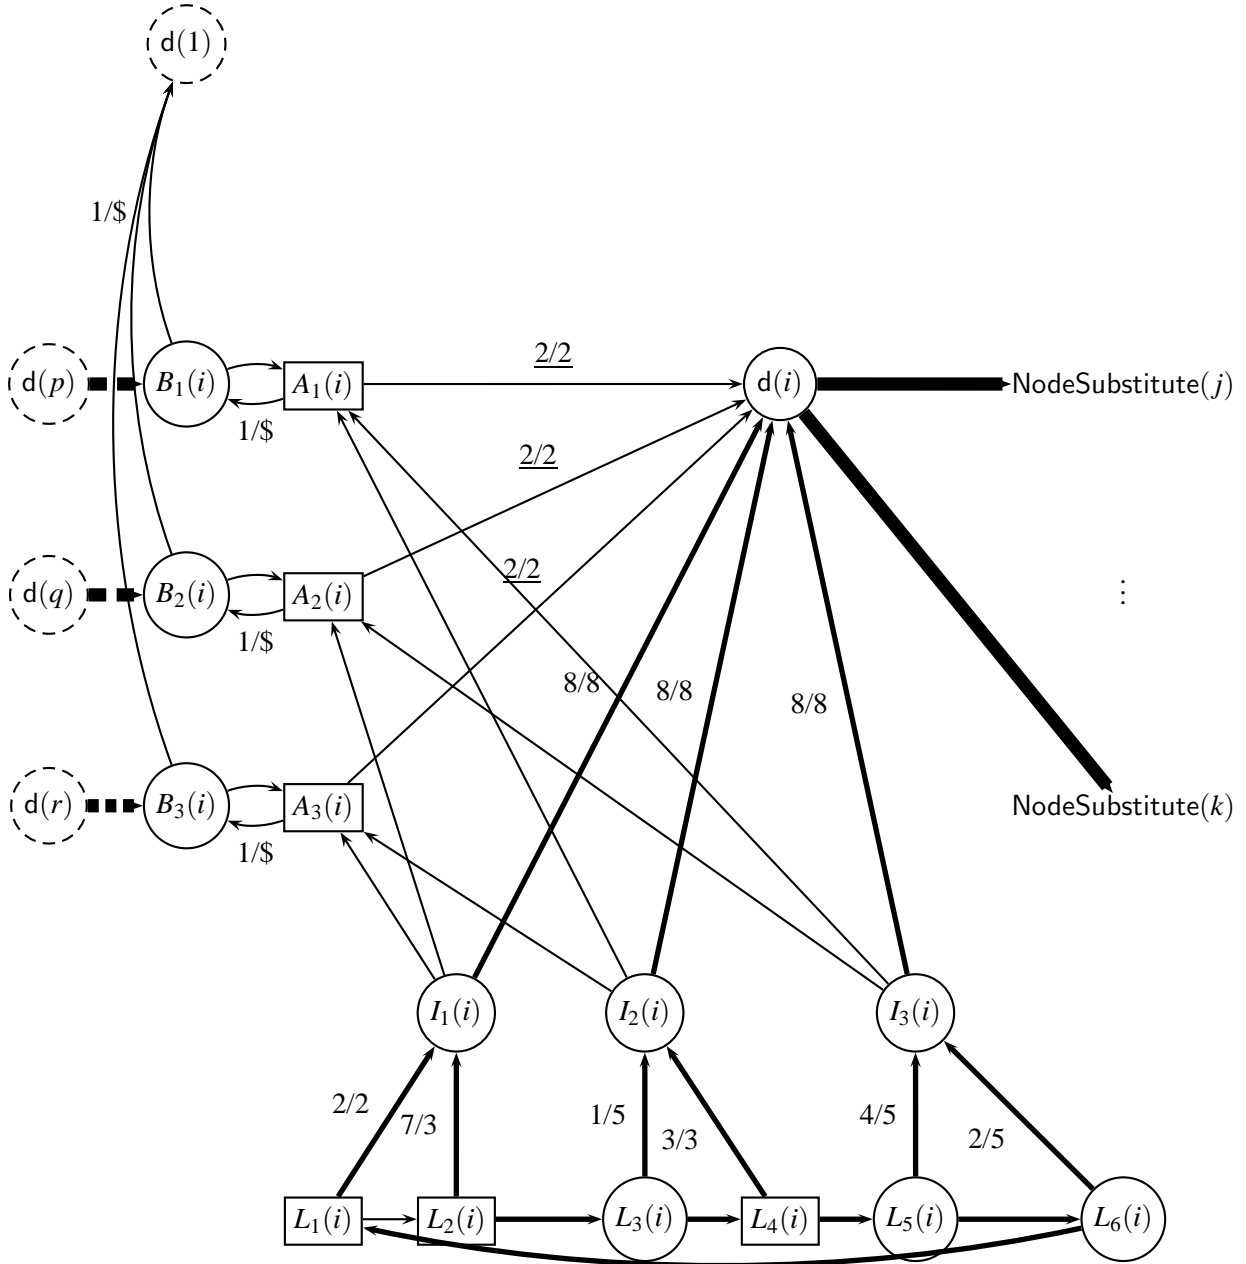 d(1)
1/$
d(p)
B₁(i)
A₁(i)
2/2
d(i)
NodeSubstitute(j)
1/$
2/2
d(q)
B₂(i)
A₂(i)
2/2
⋮
1/$
8/8
8/8
8/8
d(r)
B₃(i)
A₃(i)
NodeSubstitute(k)
1/$
I₁(i)
I₂(i)
I₃(i)
2/2
7/3
1/5
3/3
4/5
2/5
L₁(i)
L₂(i)
L₃(i)
L₄(i)
L₅(i)
L₆(i)